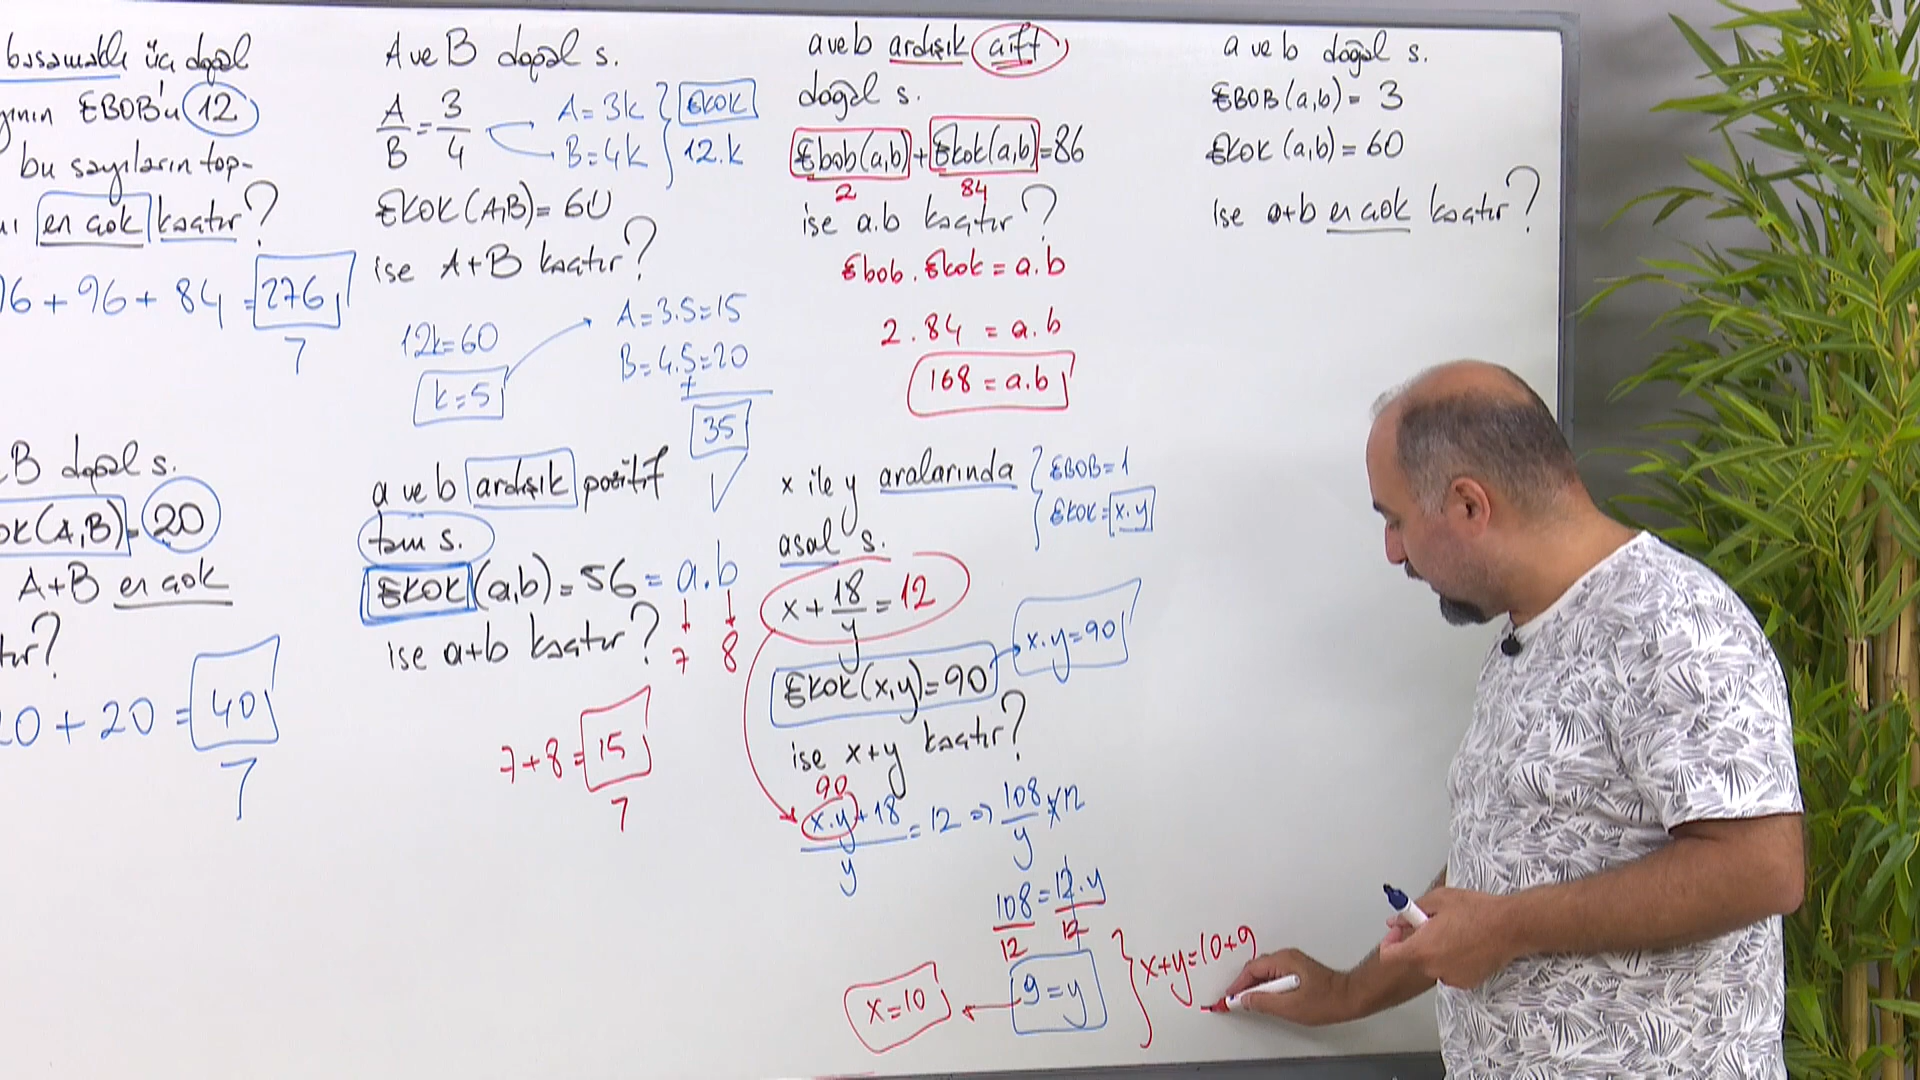 basamaklı üç doğal
EBOB'u 12
bu sayıların top-
en çok kaçtır?
96 + 96 + 84 = 276
B doğal s.
(A,B) = 20
A+B en çok
20 + 20 = 40
A ve B doğal s.
A/B = 3/4
A = 3k
B = 4k
EKOK
12.k
EKOK (A,B) = 60
ise A+B kaçtır?
12k = 60
k = 5
A = 3.5 = 15
B = 4.5 = 20
+
35
a ve b ardışık pozitif
tam s.
EKOK (a,b) = 56 = a.b
7 8
ise a+b kaçtır?
7+8 = 15
a ve b ardışık çift
doğal s.
Ebob(a,b) + Ekok(a,b) = 86
2 84
ise a.b kaçtır?
Ebob . Ekok = a.b
2.84 = a.b
168 = a.b
x ile y aralarında
asal s.
EBOB = 1
EKOK = x.y
x + 18/y = 12
EKOK(x,y) = 90
x.y = 90
ise x+y kaçtır?
90
x.y+18/y = 12 => 108/y = 12
108/12 = 12.y/12
9 = y
x = 10
x+y = 10+9
a ve b doğal s.
EBOB (a,b) = 3
EKOK (a,b) = 60
ise a+b en çok kaçtır?